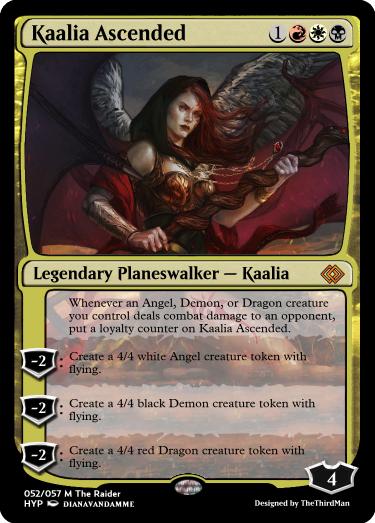 Kaalia Ascended 1
Legendary Planeswalker — Kaalia
Whenever an Angel, Demon, or Dragon creature
you control deals combat damage to an opponent,
put a loyalty counter on Kaalia Ascended.
-2: Create a 4/4 white Angel creature token with
flying.
-2: Create a 4/4 black Demon creature token with
flying.
-2: Create a 4/4 red Dragon creature token with
flying.
4
052/057 M The Raider
HYP DIANAVANDAMME
Designed by TheThirdMan